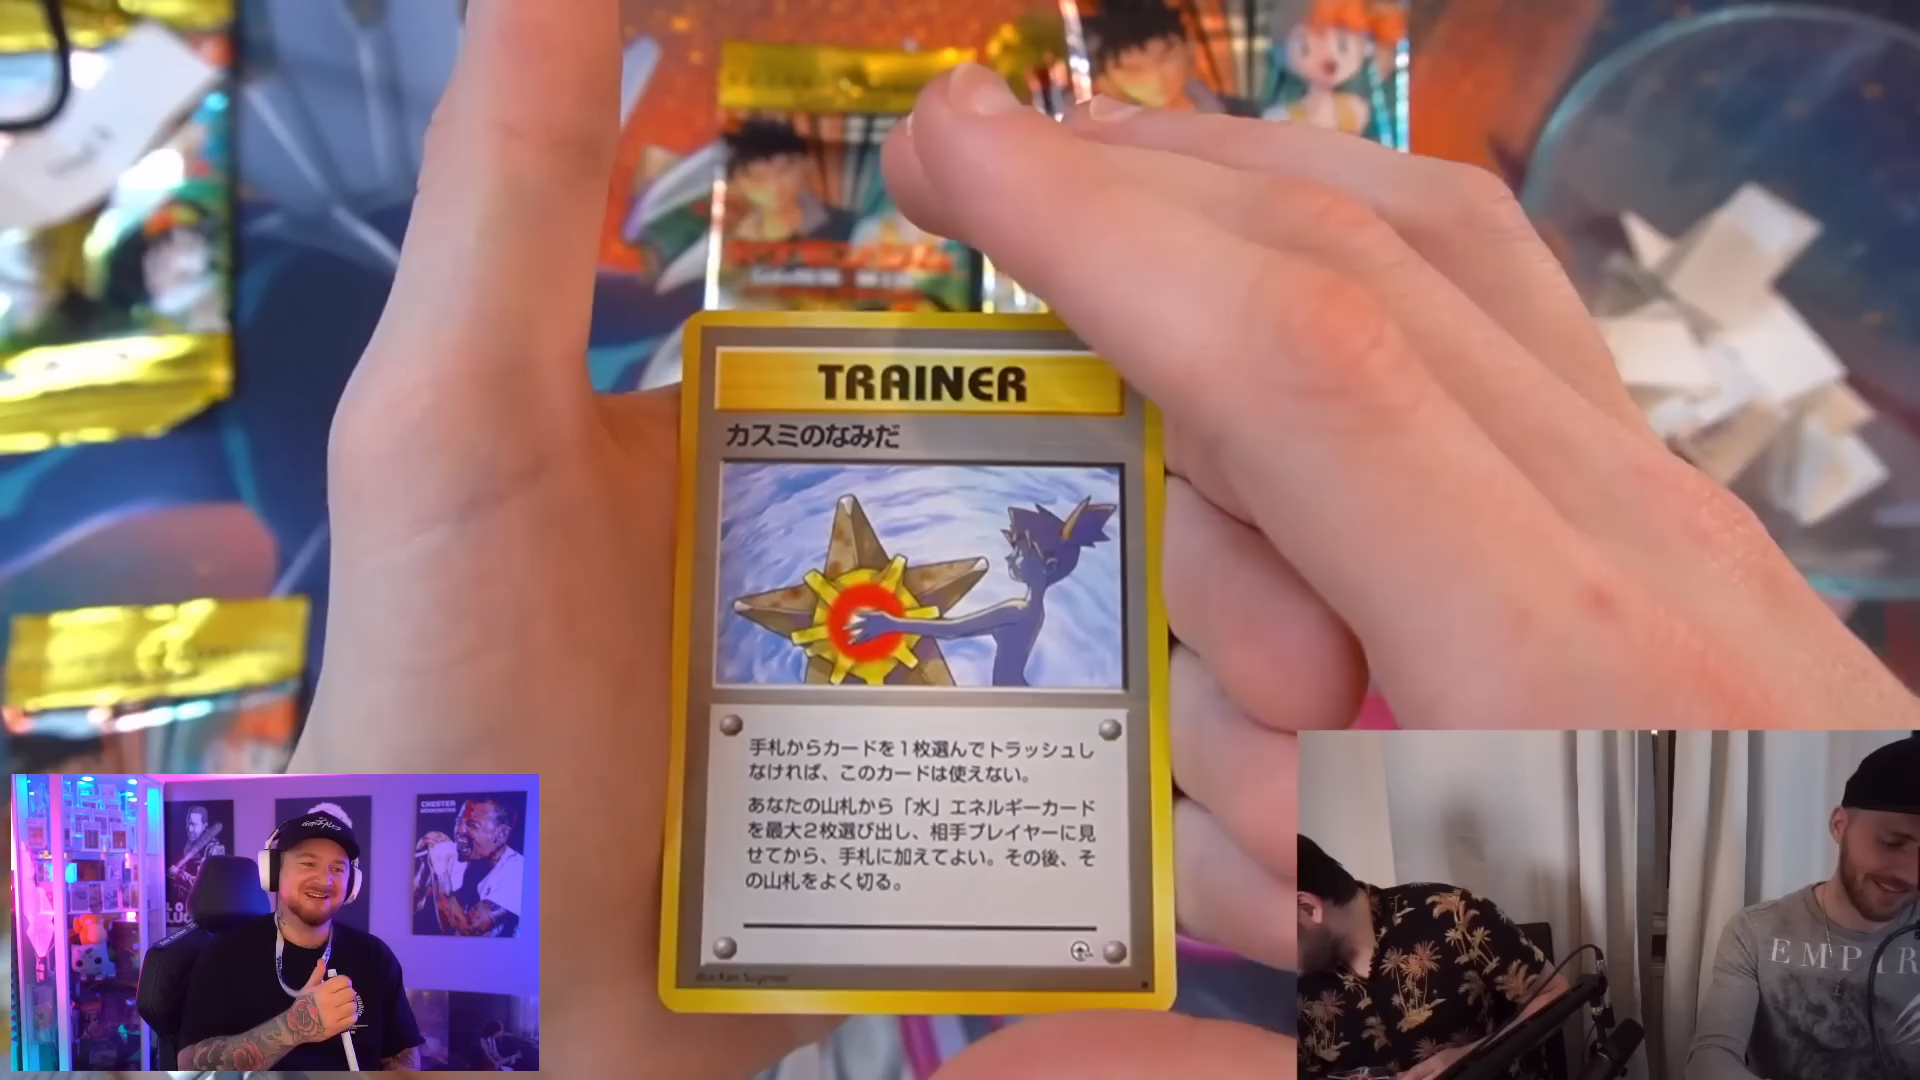 TRAINER
カスミのなみだ
手札からカードを1枚選んでトラッシュし
なければ、このカードは使えない。
あなたの山札から「水」エネルギーカード
を最大2枚選び出し、相手プレイヤーに見
せてから、手札に加えてよい。その後、そ
の山札をよく切る。
CHESTER
BENNINGTON
EMPIR